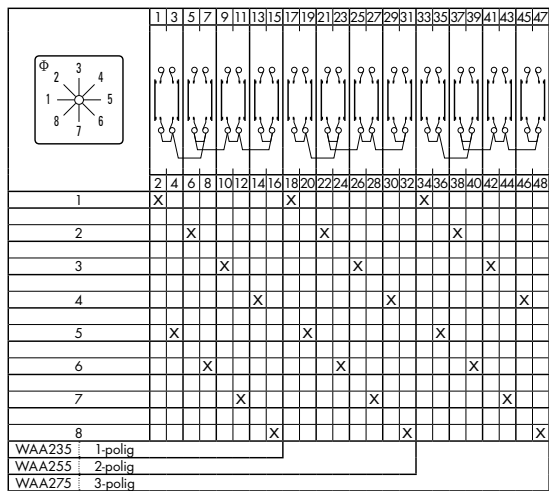 1 3 5 7 9 11 13 15 17 19 21 23 25 27 29 31 33 35 37 39 41 43 45 47
Φ
2 3 4
1 5
8 7 6
2 4 6 8 10 12 14 16 18 20 22 24 26 28 30 32 34 36 38 40 42 44 46 48
1 X X X
2 X X X
3 X X X
4 X X X
5 X X X
6 X X X
7 X X X
8 X X X
WAA235 1-polig
WAA255 2-polig
WAA275 3-polig